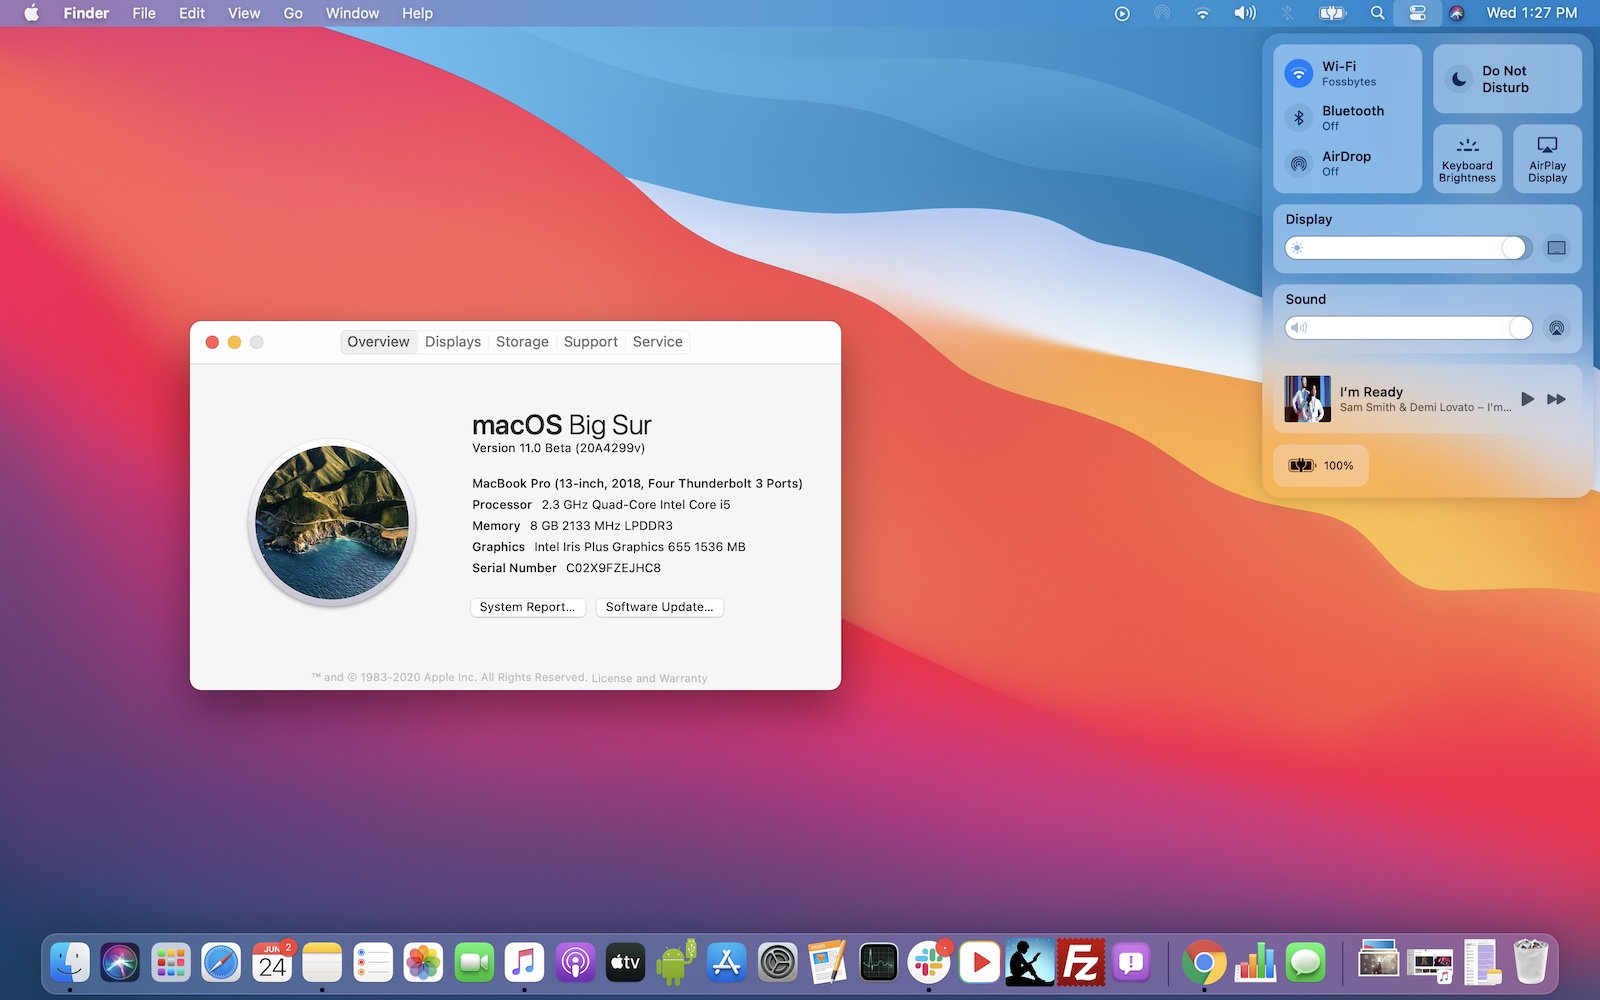 Finder File Edit View Go Window Help
Wed 1:27 PM
Wi-Fi
Fossbytes
Bluetooth
Off
AirDrop
Off
Do Not
Disturb
Keyboard
Brightness
AirPlay
Display
Display
Sound
I'm Ready
Sam Smith & Demi Lovato – I'm...
100%
Overview Displays Storage Support Service
macOS Big Sur
Version 11.0 Beta (20A4299v)
MacBook Pro (13-inch, 2018, Four Thunderbolt 3 Ports)
Processor 2.3 GHz Quad-Core Intel Core i5
Memory 8 GB 2133 MHz LPDDR3
Graphics Intel Iris Plus Graphics 655 1536 MB
Serial Number C02X9FZEJHC8
System Report...
Software Update...
™ and © 1983-2020 Apple Inc. All Rights Reserved. License and Warranty
JUN
2
24
tv
PAGES
Fz